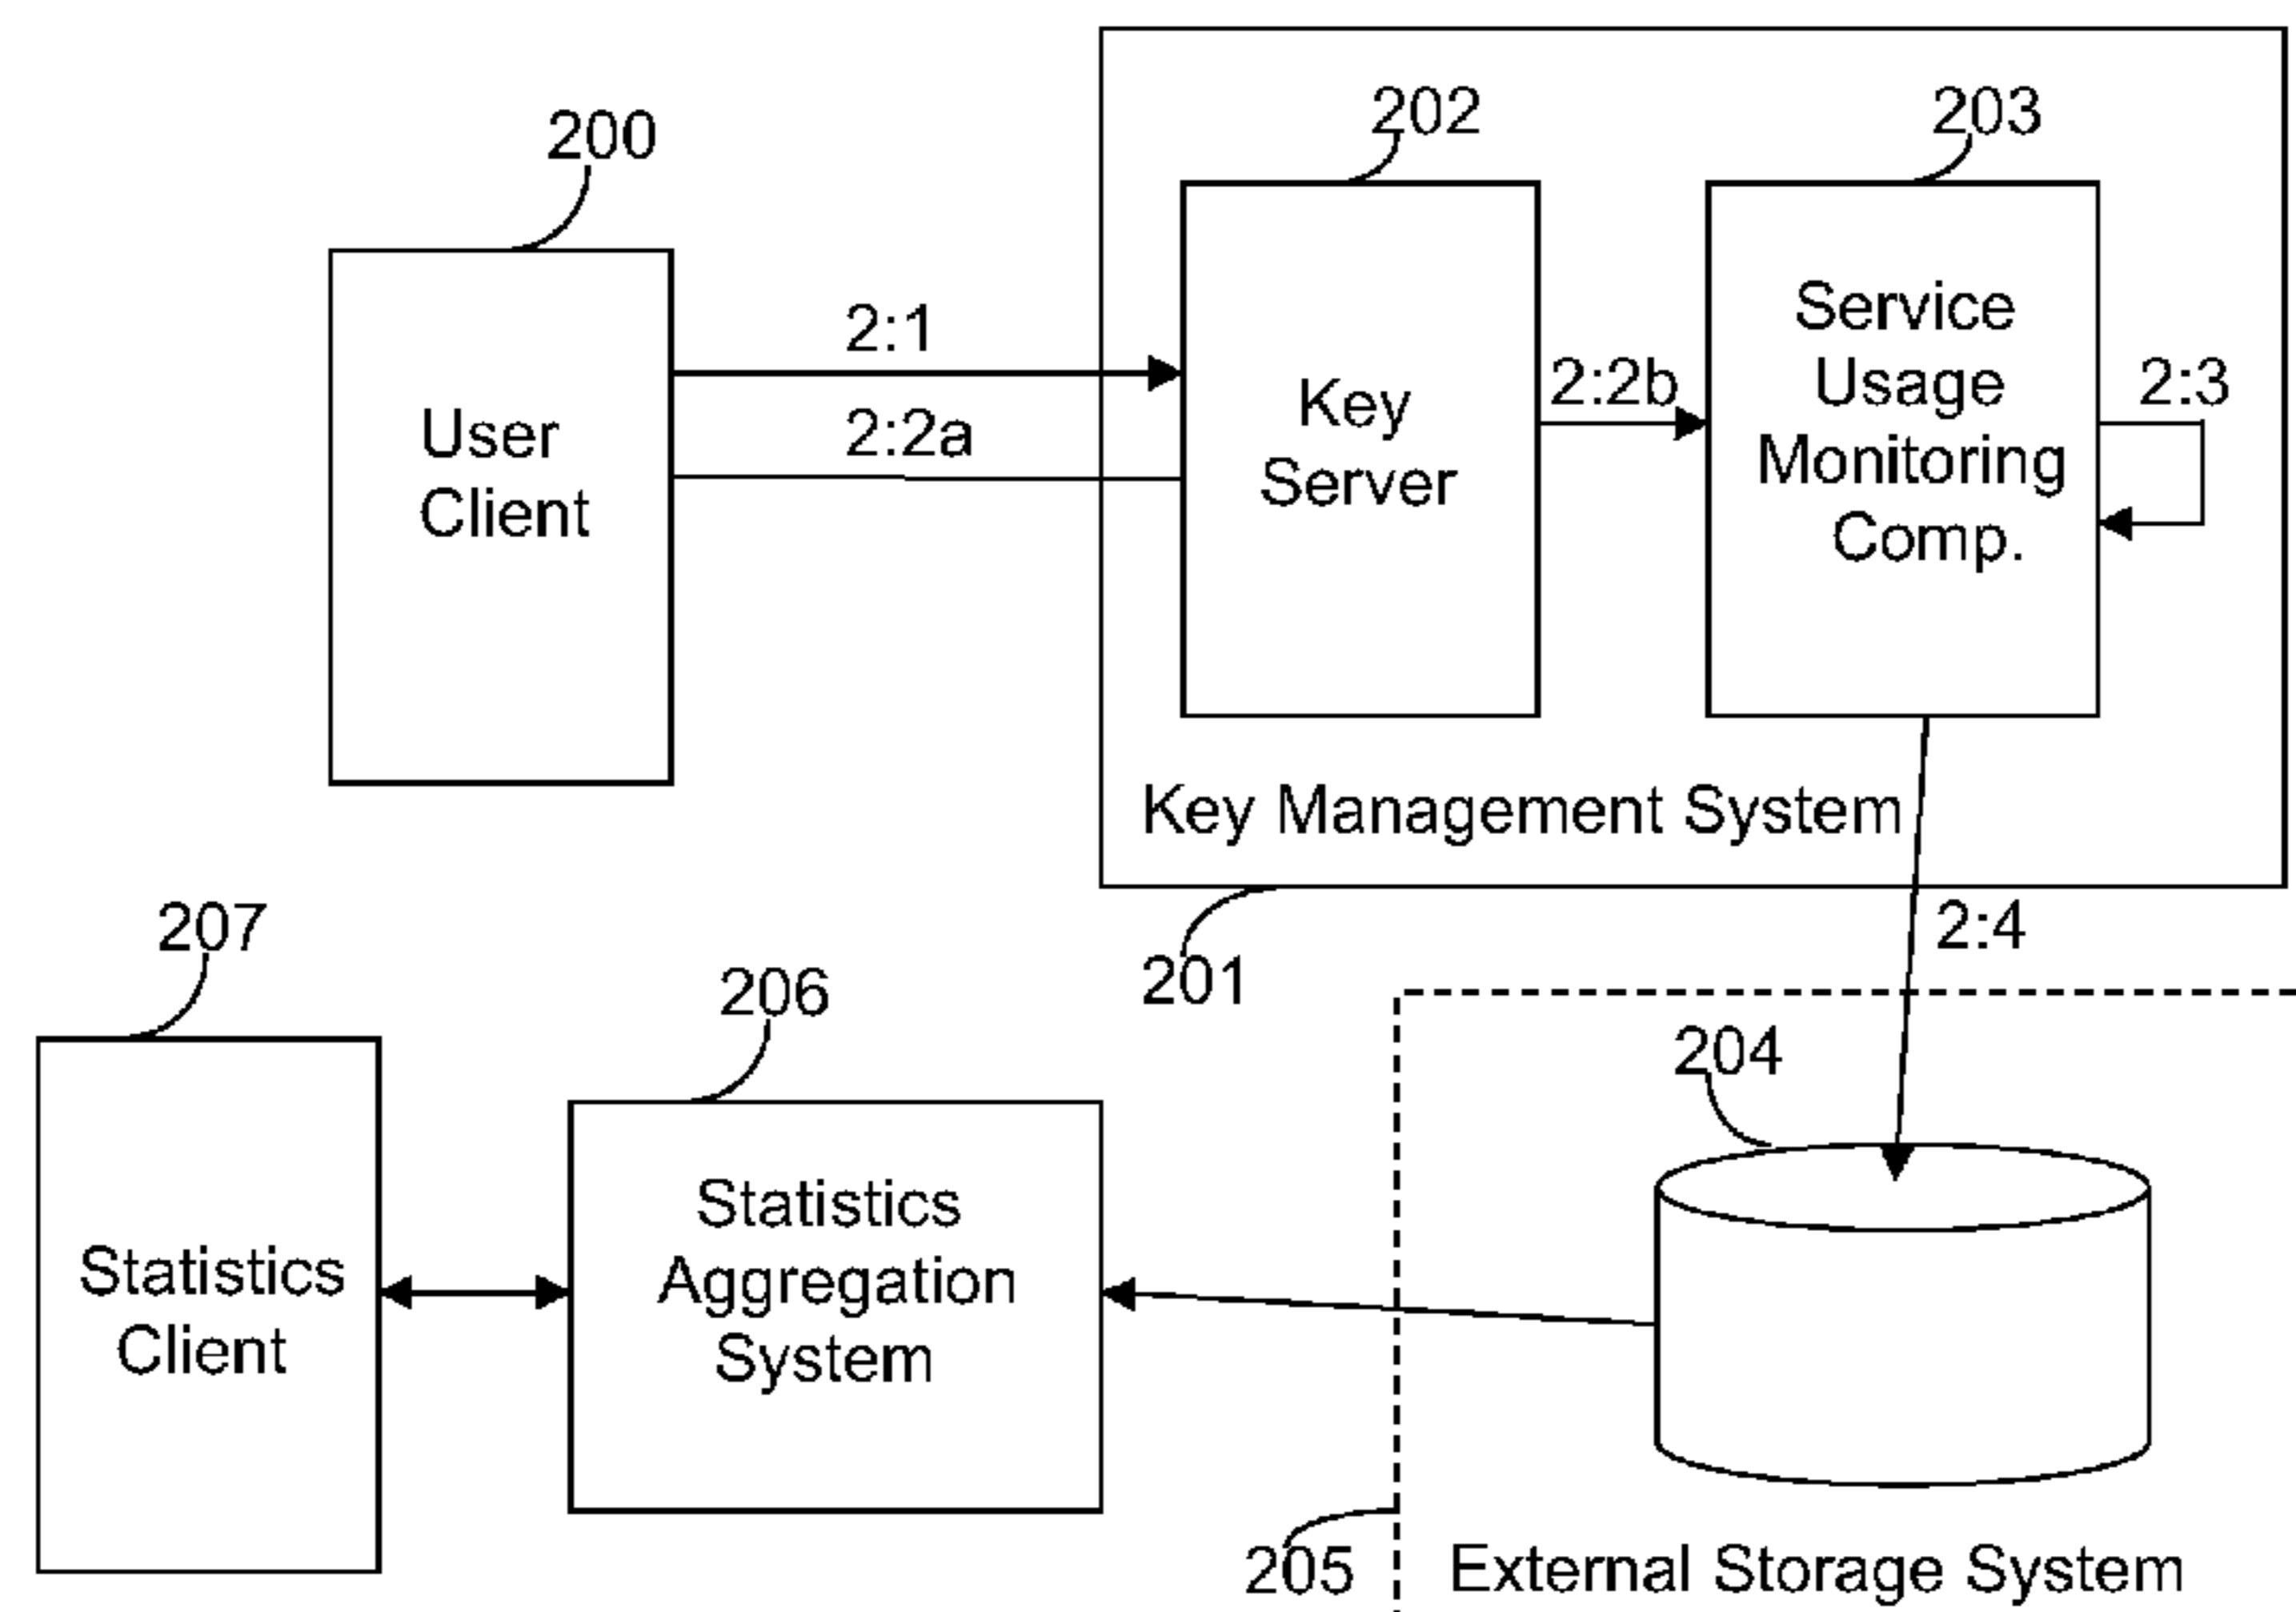 200
202
203
User
Client
2:1
2:2a
Key
Server
2:2b
Service
Usage
Monitoring
Comp.
2:3
Key Management System
201
2:4
207
206
204
Statistics
Client
Statistics
Aggregation
System
205
External Storage System